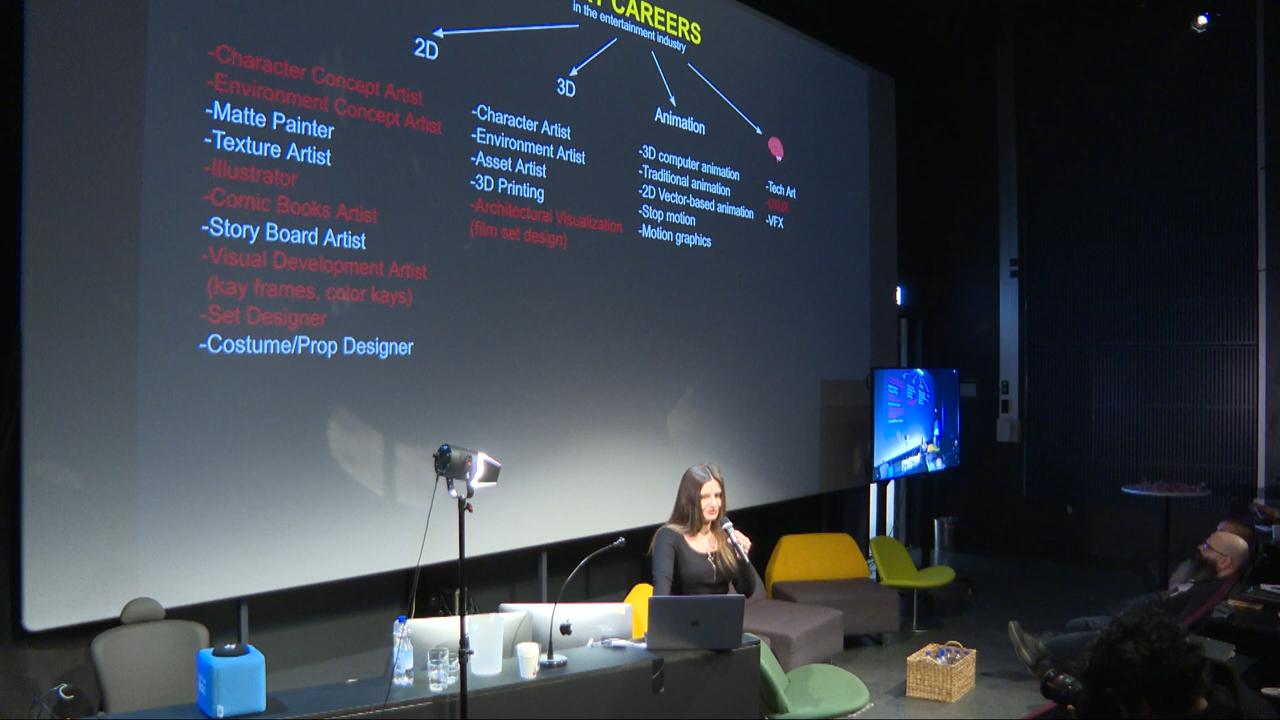 CAREERS
in the entertainment industry
2D
-Character Concept Artist
-Environment Concept Artist
-Matte Painter
-Texture Artist
-Illustrator
-Comic Books Artist
-Story Board Artist
-Visual Development Artist
(kay frames, color kays)
-Set Designer
-Costume/Prop Designer
3D
-Character Artist
-Environment Artist
-Asset Artist
-3D Printing
-Architectural Visualization
(film set design)
Animation
-3D computer animation
-Traditional animation
-2D Vector-based animation
-Stop motion
-Motion graphics
-Tech Art
-VFX